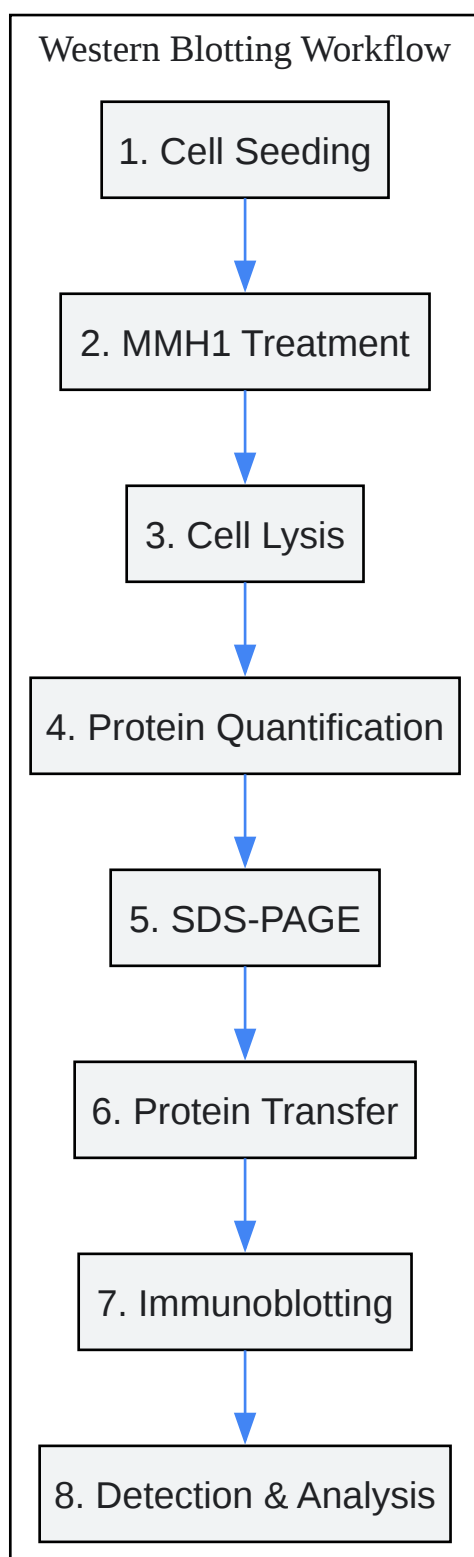 Western Blotting Workflow
1. Cell Seeding
2. MMH1 Treatment
3. Cell Lysis
4. Protein Quantification
5. SDS-PAGE
6. Protein Transfer
7. Immunoblotting
8. Detection & Analysis